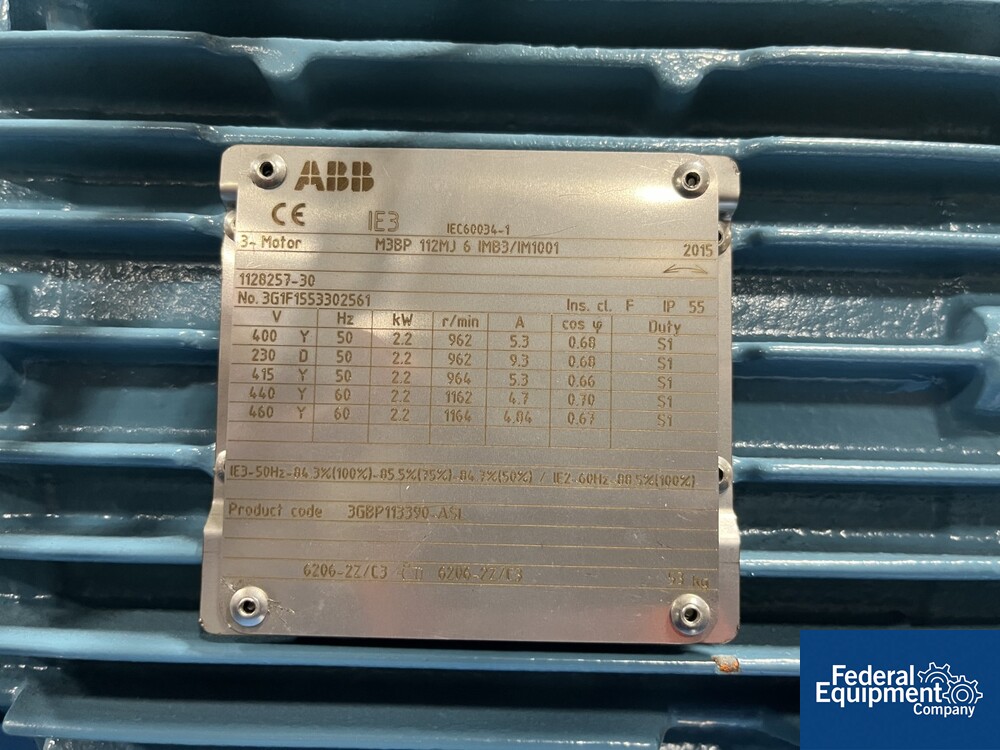 ABB
CE IE3 IEC60034-1
3~ Motor M3BP 112MJ 6 IMB3/IM1001 2015
1128257-30
No. 3G1F1553302561 Ins. cl. F IP 55
V Hz kW r/min A cos φ Duty
400 Y 50 2.2 962 5.3 0.68 S1
230 D 50 2.2 962 9.3 0.68 S1
415 Y 50 2.2 964 5.3 0.66 S1
440 Y 60 2.2 1162 4.7 0.70 S1
460 Y 60 2.2 1164 4.84 0.67 S1
IE3-50Hz-84.3%(100%)-85.5%(75%)-84.7%(50%) / IE2-60Hz-88.5%(100%)
Product code 3GBP113390-ASL
6206-2Z/C3 6206-2Z/C3 53 kg
Federal
Equipment
Company